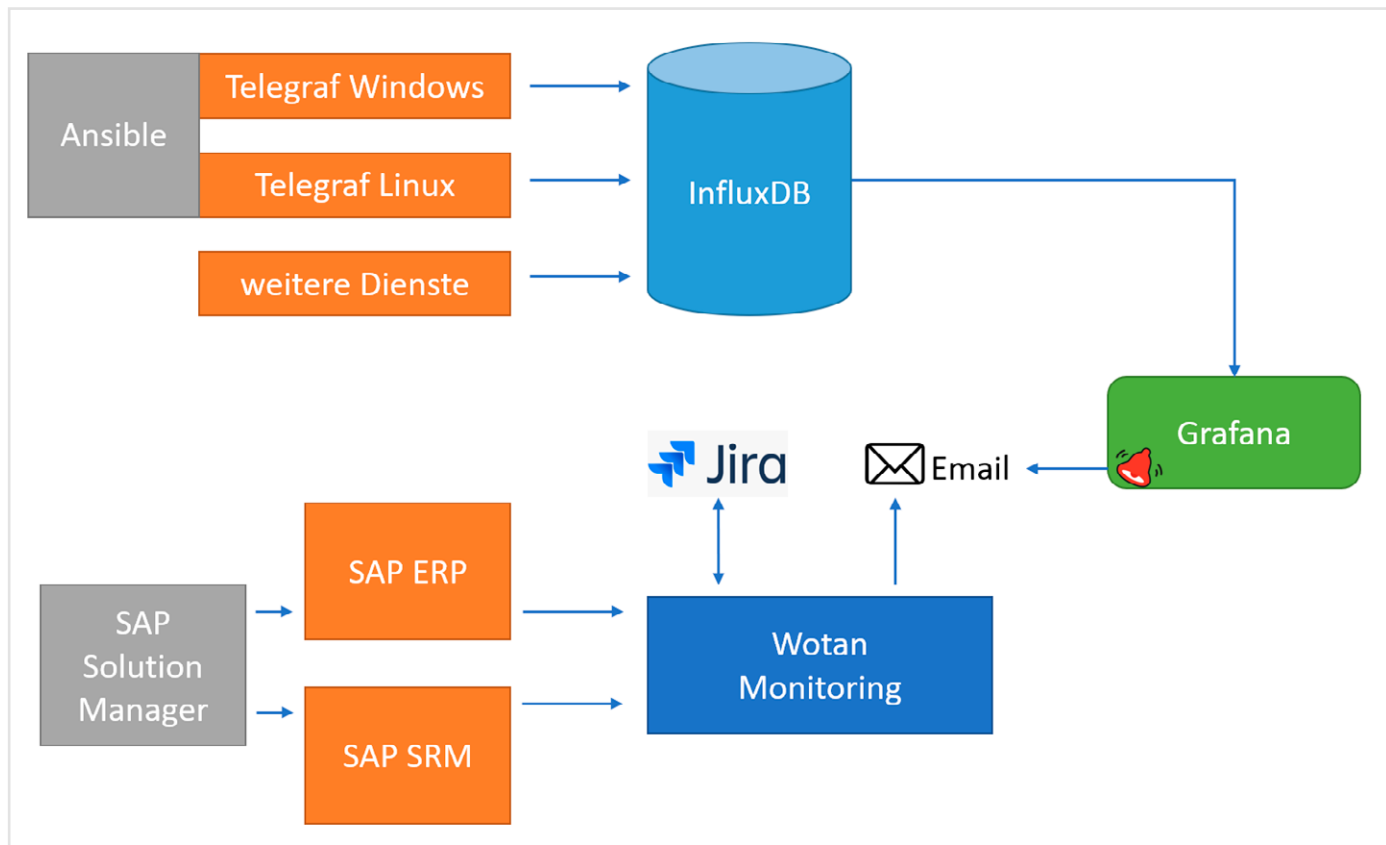 Ansible
Telegraf Windows
Telegraf Linux
weitere Dienste
InfluxDB
Grafana
Jira
Email
SAP ERP
SAP
Solution
Manager
SAP SRM
Wotan
Monitoring